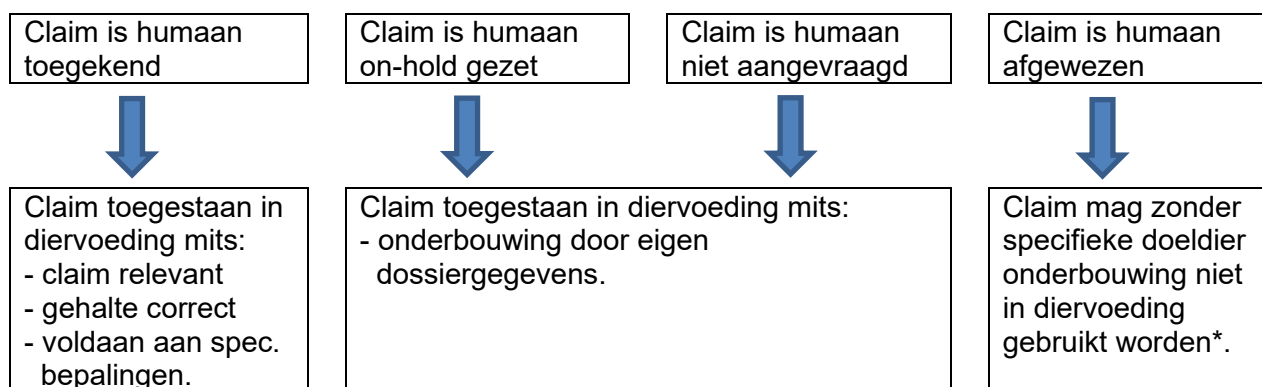 Claim is humaan
toegekend
Claim is humaan
on-hold gezet
Claim is humaan
niet aangevraagd
Claim is humaan
afgewezen
Claim toegestaan in
diervoeding mits:
- claim relevant
- gehalte correct
- voldaan aan spec.
bepalingen.
Claim toegestaan in diervoeding mits:
- onderbouwing door eigen
dossiergegevens.
Claim mag zonder
specifieke doeldier
onderbouwing niet
in diervoeding
gebruikt worden*.